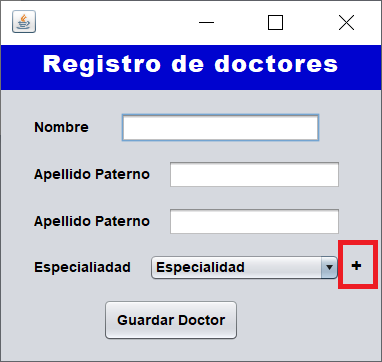 Registro de doctores
Nombre
Apellido Paterno
Apellido Paterno
Especialiadad Especialidad +
Guardar Doctor